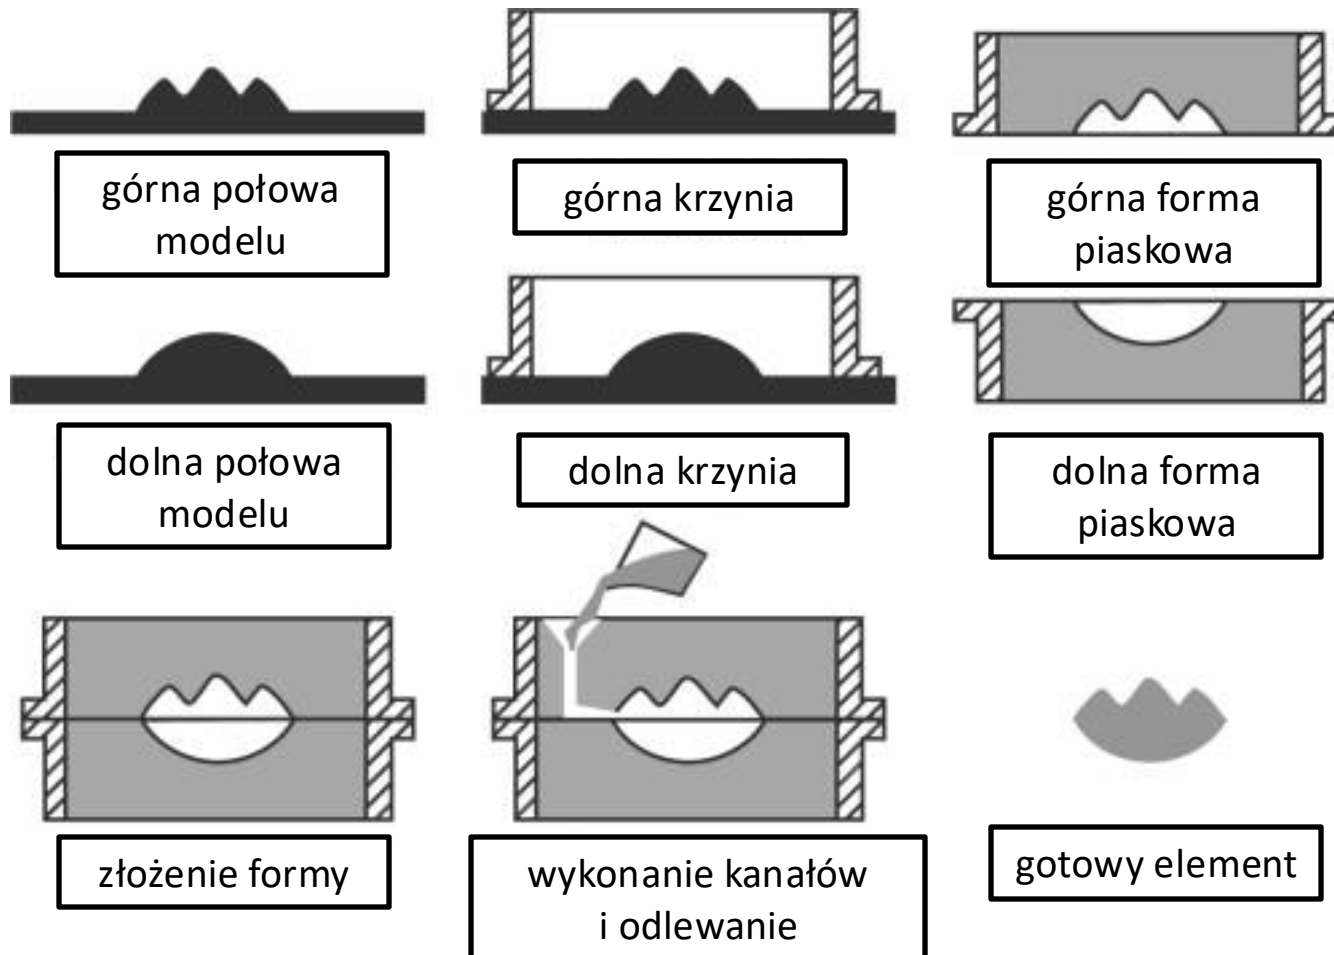 górna połowa
modelu
górna krzynia
górna forma
piaskowa
dolna połowa
modelu
dolna krzynia
dolna forma
piaskowa
złożenie formy
wykonanie kanałów
i odlewanie
gotowy element